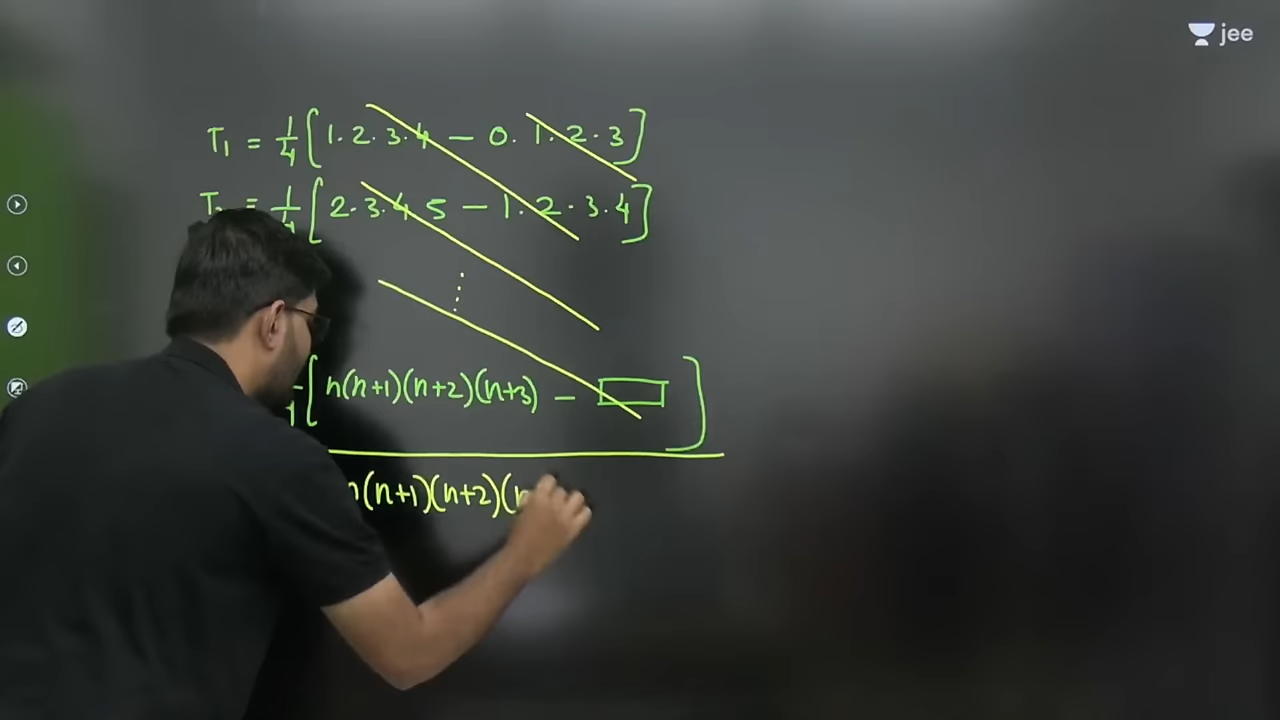 jee
T₁ = 1/4 [1·2·3·4 − 0·1·2·3]
= 1/4 [2·3·4 5 − 1·2·3·4]
⋮
[n(n+1)(n+2)(n+3) − ]
n(n+1)(n+2)(n